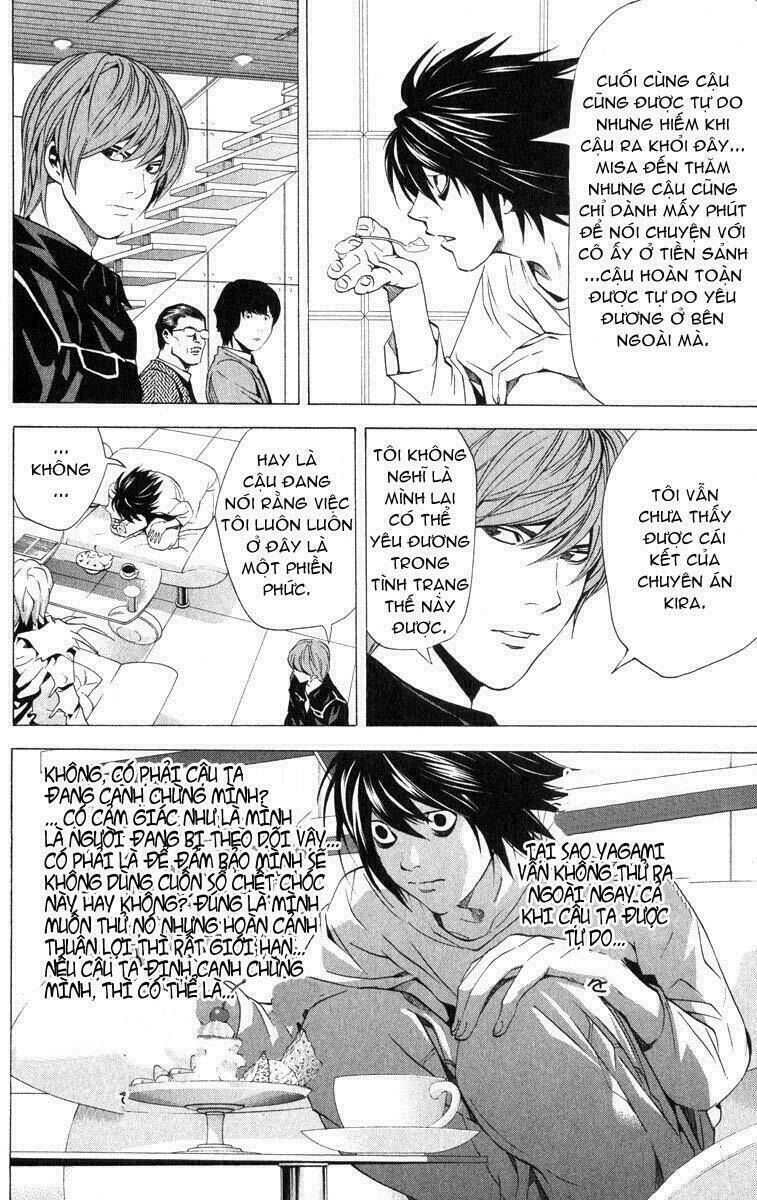 CUỐI CÙNG CẬU
CŨNG ĐƯỢC TỰ DO
NHƯNG HIẾM KHI
CẬU RA KHỎI ĐÂY...
MISA ĐẾN THĂM
NHƯNG CẬU CŨNG
CHỈ DÀNH MẤY PHÚT
ĐỂ NÓI CHUYỆN VỚI
CÔ ẤY Ở TIỀN SẢNH
...CẬU HOÀN TOÀN
ĐƯỢC TỰ DO YÊU
ĐƯƠNG Ở BÊN
NGOÀI MÀ.
TÔI VẪN
CHƯA THẤY
ĐƯỢC CÁI
KẾT CỦA
CHUYÊN ÁN
KIRA.
TÔI KHÔNG
NGHĨ LÀ
MÌNH LẠI
CÓ THỂ
YÊU ĐƯƠNG
TRONG
TÌNH TRẠNG
THẾ NÀY
ĐƯỢC.
HAY LÀ
CẬU ĐANG
NÓI RẰNG VIỆC
TÔI LUÔN LUÔN
Ở ĐÂY LÀ
MỘT PHIỀN
PHỨC.
...
KHÔNG
...
TẠI SAO YAGAMI
VẪN KHÔNG THỬ RA
NGOÀI NGAY CẢ
KHI CẬU TA ĐƯỢC
TỰ DO...
KHÔNG, CÓ PHẢI CẬU TA
ĐANG CANH CHỪNG MÌNH?
... CÓ CẢM GIÁC NHƯ LÀ MÌNH
LÀ NGƯỜI ĐANG BỊ THEO DÕI VẬY...
CÓ PHẢI LÀ ĐỂ ĐẢM BẢO MÌNH SẼ
KHÔNG DÙNG CUỐN SỔ CHẾT CHÓC
NÀY HAY KHÔNG? ĐÚNG LÀ MÌNH
MUỐN THỬ NÓ NHƯNG HOÀN CẢNH
THUẬN LỢI THÌ RẤT GIỚI HẠN...
NẾU CẬU TA ĐỊNH CANH CHỪNG
MÌNH, THÌ CÓ THỂ LÀ...